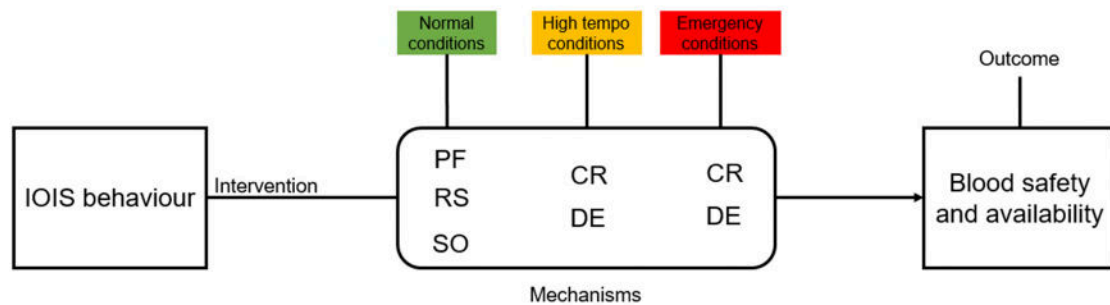 Normal
conditions
High tempo
conditions
Emergency
conditions
Outcome
IOIS behaviour
Intervention
PF
RS
SO
CR
DE
CR
DE
Blood safety
and availability
Mechanisms